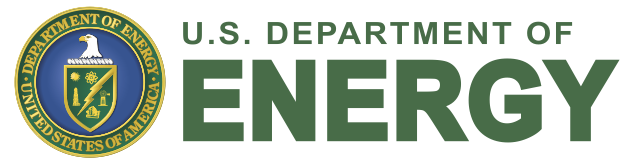 DEPARTMENT OF ENERGY
UNITED STATES OF AMERICA
U.S. DEPARTMENT OF
ENERGY